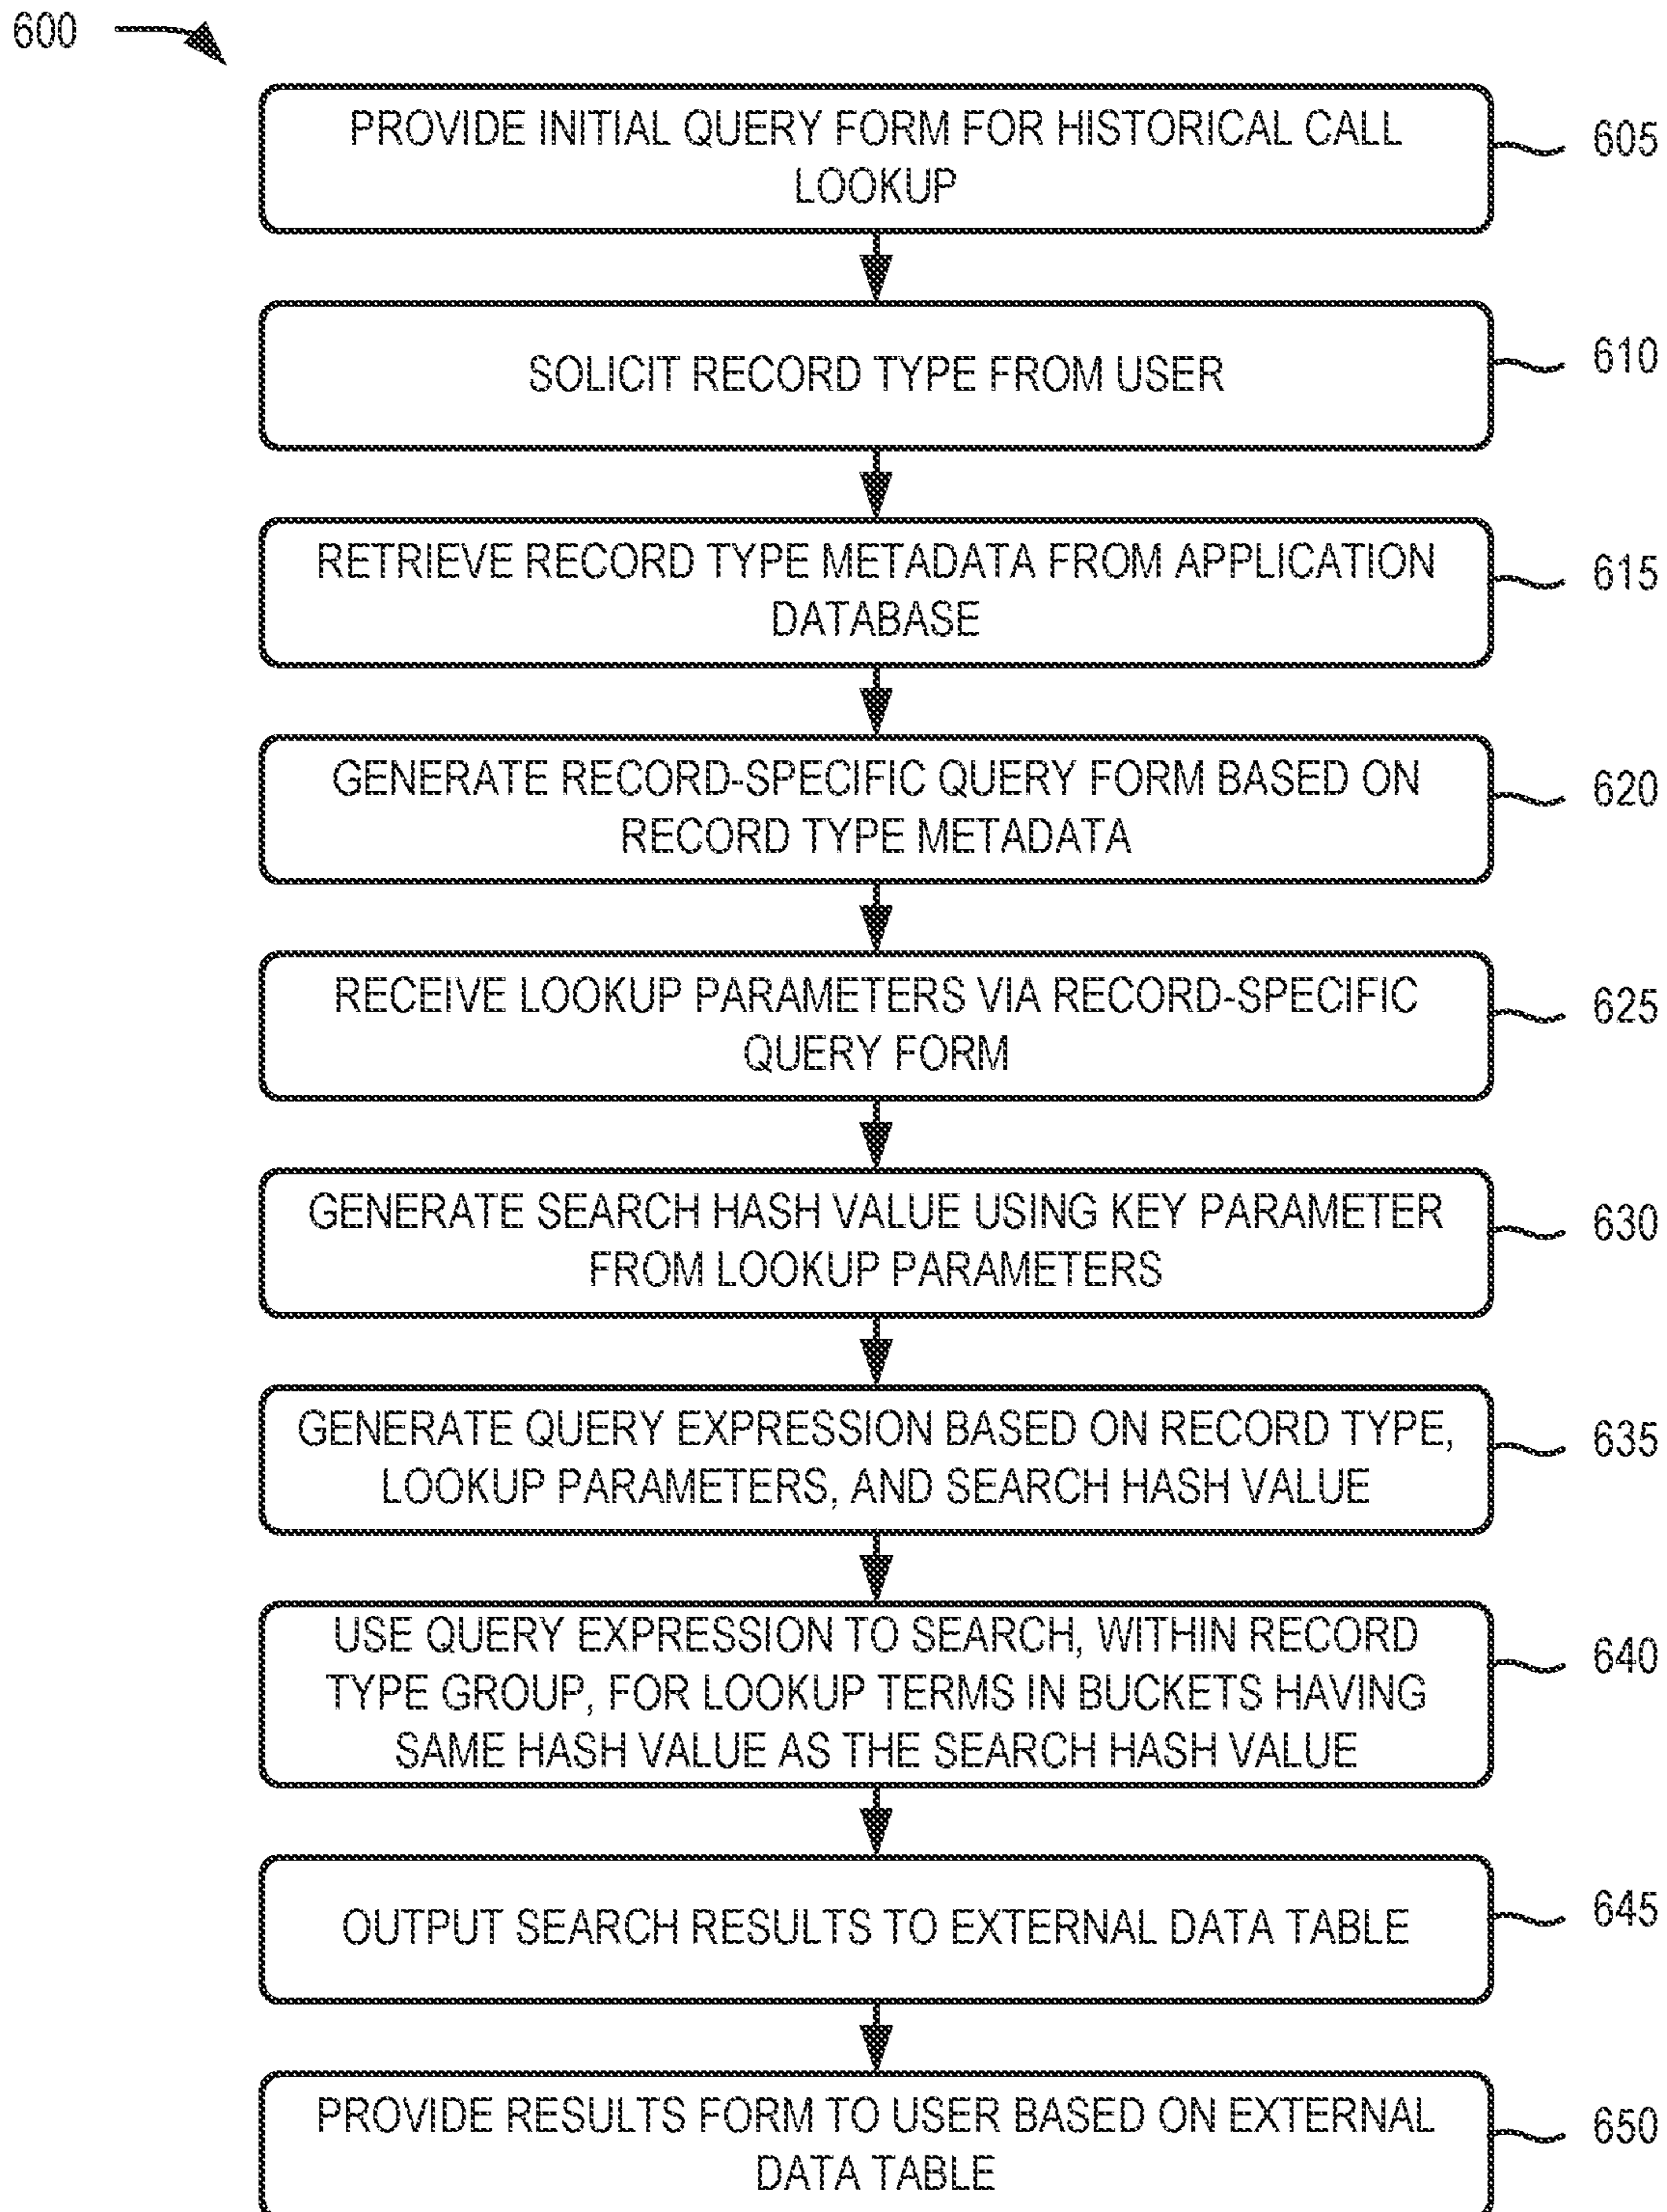 600
PROVIDE INITIAL QUERY FORM FOR HISTORICAL CALL
LOOKUP
605
SOLICIT RECORD TYPE FROM USER
610
RETRIEVE RECORD TYPE METADATA FROM APPLICATION
DATABASE
615
GENERATE RECORD-SPECIFIC QUERY FORM BASED ON
RECORD TYPE METADATA
620
RECEIVE LOOKUP PARAMETERS VIA RECORD-SPECIFIC
QUERY FORM
625
GENERATE SEARCH HASH VALUE USING KEY PARAMETER
FROM LOOKUP PARAMETERS
630
GENERATE QUERY EXPRESSION BASED ON RECORD TYPE,
LOOKUP PARAMETERS, AND SEARCH HASH VALUE
635
USE QUERY EXPRESSION TO SEARCH, WITHIN RECORD
TYPE GROUP, FOR LOOKUP TERMS IN BUCKETS HAVING
SAME HASH VALUE AS THE SEARCH HASH VALUE
640
OUTPUT SEARCH RESULTS TO EXTERNAL DATA TABLE
645
PROVIDE RESULTS FORM TO USER BASED ON EXTERNAL
DATA TABLE
650